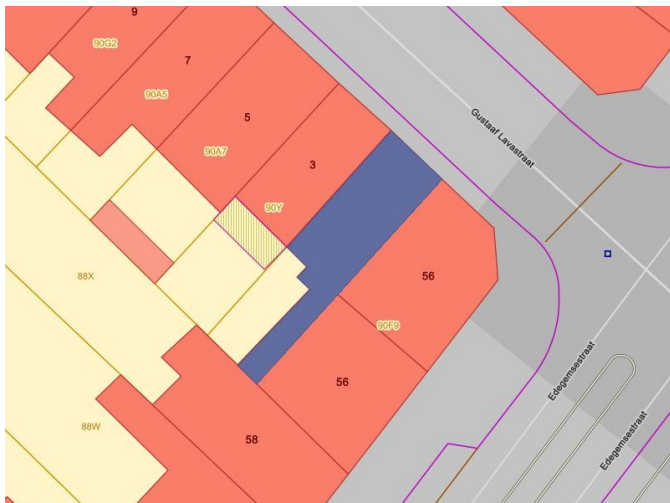 9
90G2
7
90A5
5
90A7
3
90Y
Gustaaf Lavastraat
56
90F9
56
58
88X
88W
Edegemsestraat
Edegemsestraat